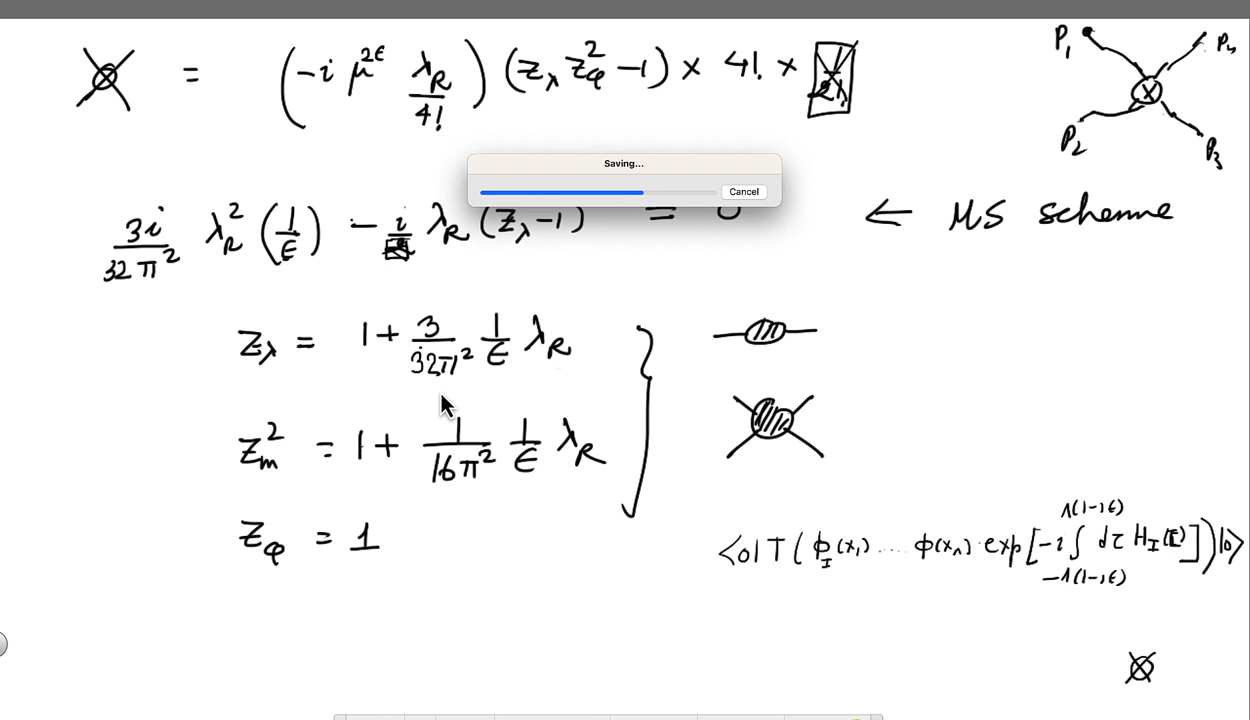 = (-i μ^{2ε} λ_R/4!) (Z_λ Z_φ^2 -1) × 4! ×
P_1 P_4
P_2 P_3
Saving...
Cancel
3i/32π^2 λ_R^2 (1/ε) - i λ_R (Z_λ -1) = 0 ← MS scheme
Z_λ = 1 + 3/32π^2 1/ε λ_R
Z_m^2 = 1 + 1/16π^2 1/ε λ_R
Z_φ = 1
<0| T ( φ_I(x_1) .... φ(x_n) exp [-i ∫_{-Λ(1-iε)}^{Λ(1-iε)} dτ H_I(τ) ] ) |0>